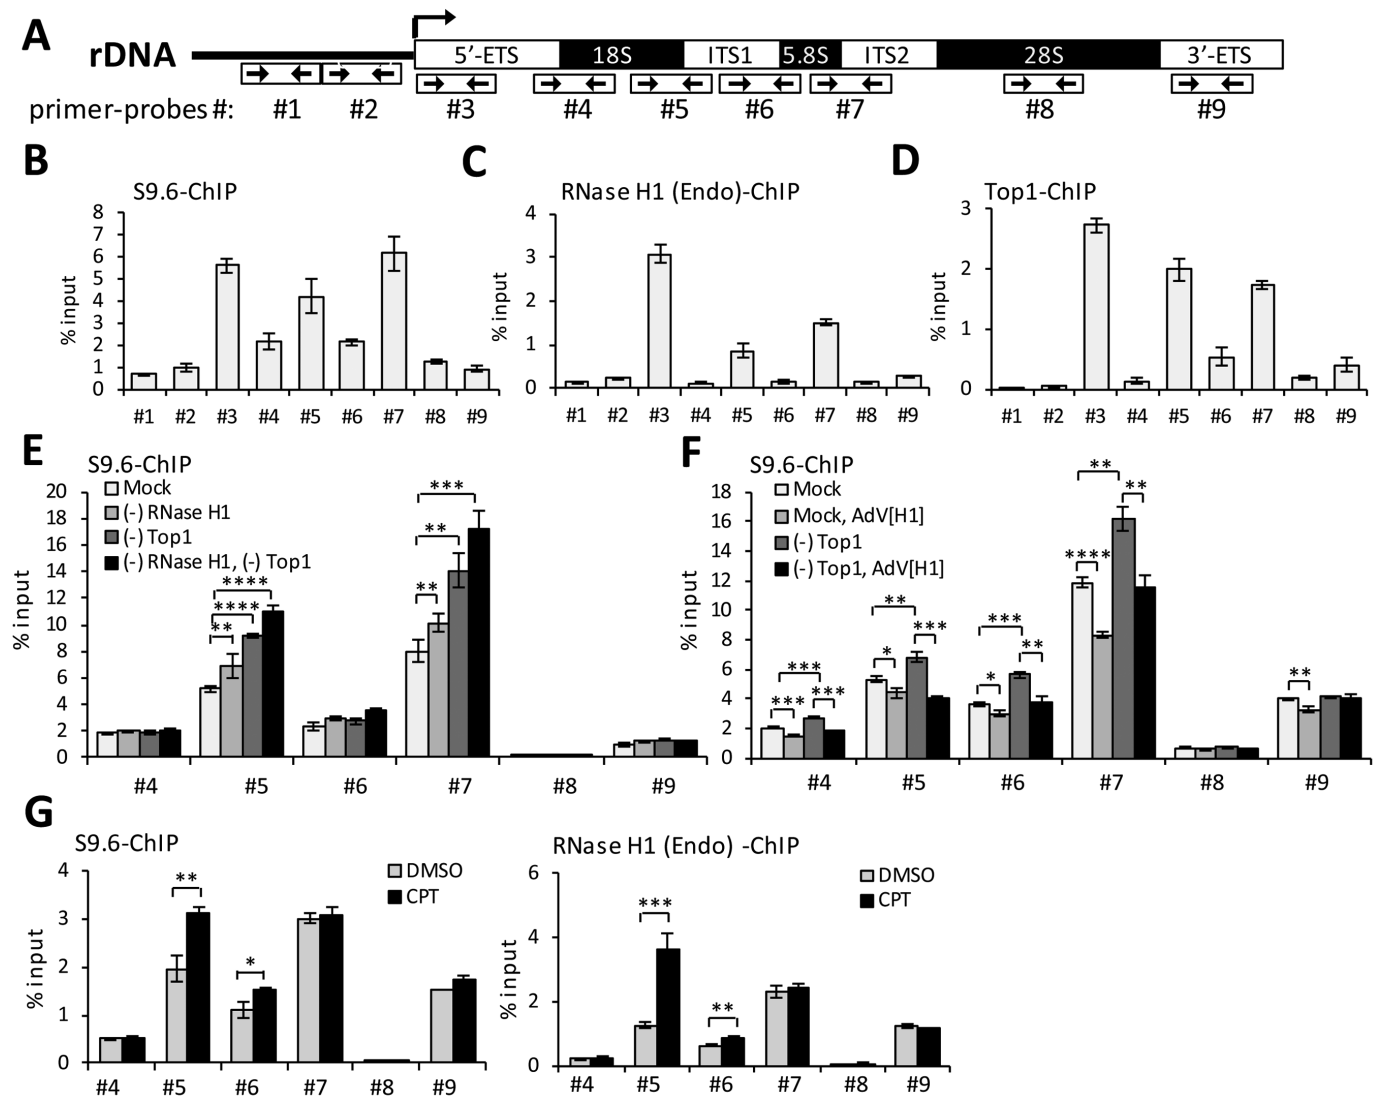 A
rDNA
5’-ETS 18S ITS1 5.8S ITS2 28S 3’-ETS
primer-probes #: #1 #2 #3 #4 #5 #6 #7 #8 #9
B
S9.6-ChIP
% input
8
7
6
5
4
3
2
1
0
#1 #2 #3 #4 #5 #6 #7 #8 #9
C
RNase H1 (Endo)-ChIP
% input
4
3
2
1
0
#1 #2 #3 #4 #5 #6 #7 #8 #9
D
Top1-ChIP
% input
3
2
1
0
#1 #2 #3 #4 #5 #6 #7 #8 #9
E
S9.6-ChIP
Mock
(-) RNase H1
(-) Top1
(-) RNase H1, (-) Top1
% input
20
18
16
14
12
10
8
6
4
2
0
** **** ****
** ** ***
#4 #5 #6 #7 #8 #9
F
S9.6-ChIP
Mock
Mock, AdV[H1]
(-) Top1
(-) Top1, AdV[H1]
% input
18
16
14
12
10
8
6
4
2
0
*** *** ***
* ** ***
* *** **
**** ** **
**
#4 #5 #6 #7 #8 #9
G
S9.6-ChIP
DMSO
CPT
% input
4
3
2
1
0
** *
#4 #5 #6 #7 #8 #9
RNase H1 (Endo) -ChIP
DMSO
CPT
% input
6
4
2
0
*** **
#4 #5 #6 #7 #8 #9